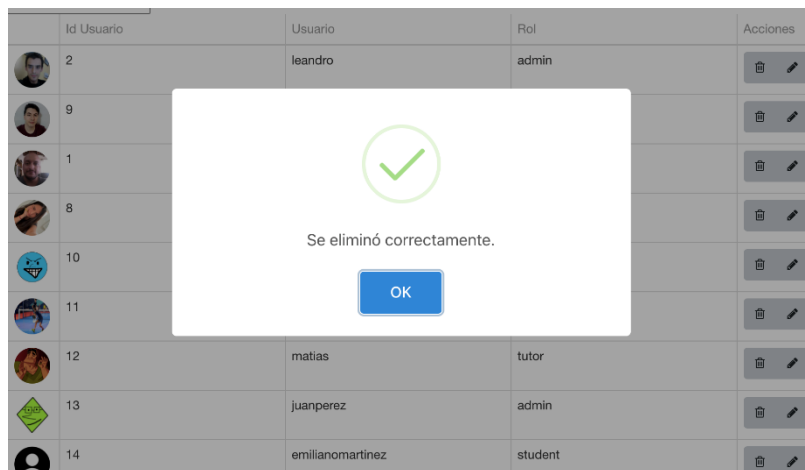 Id Usuario Usuario Rol Acciones
2 leandro admin
9
1
8
Se eliminó correctamente.
10
OK
11
12 matias tutor
13 juanperez admin
14 emilianomartinez student